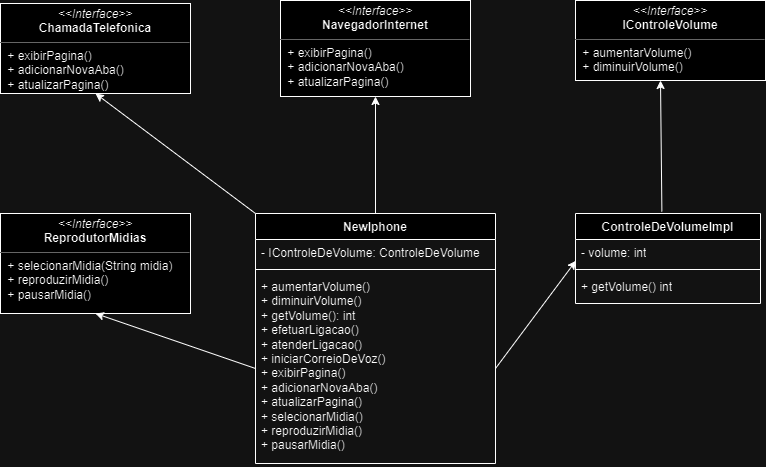 <<Interface>>
ChamadaTelefonica
+ exibirPagina()
+ adicionarNovaAba()
+ atualizarPagina()
<<Interface>>
NavegadorInternet
+ exibirPagina()
+ adicionarNovaAba()
+ atualizarPagina()
<<Interface>>
IControleVolume
+ aumentarVolume()
+ diminuirVolume()
<<Interface>>
ReprodutorMidias
+ selecionarMidia(String midia)
+ reproduzirMidia()
+ pausarMidia()
NewIphone
- IControleDeVolume: ControleDeVolume
+ aumentarVolume()
+ diminuirVolume()
+ getVolume(): int
+ efetuarLigacao()
+ atenderLigacao()
+ iniciarCorreioDeVoz()
+ exibirPagina()
+ adicionarNovaAba()
+ atualizarPagina()
+ selecionarMidia()
+ reproduzirMidia()
+ pausarMidia()
ControleDeVolumeImpl
- volume: int
+ getVolume() int